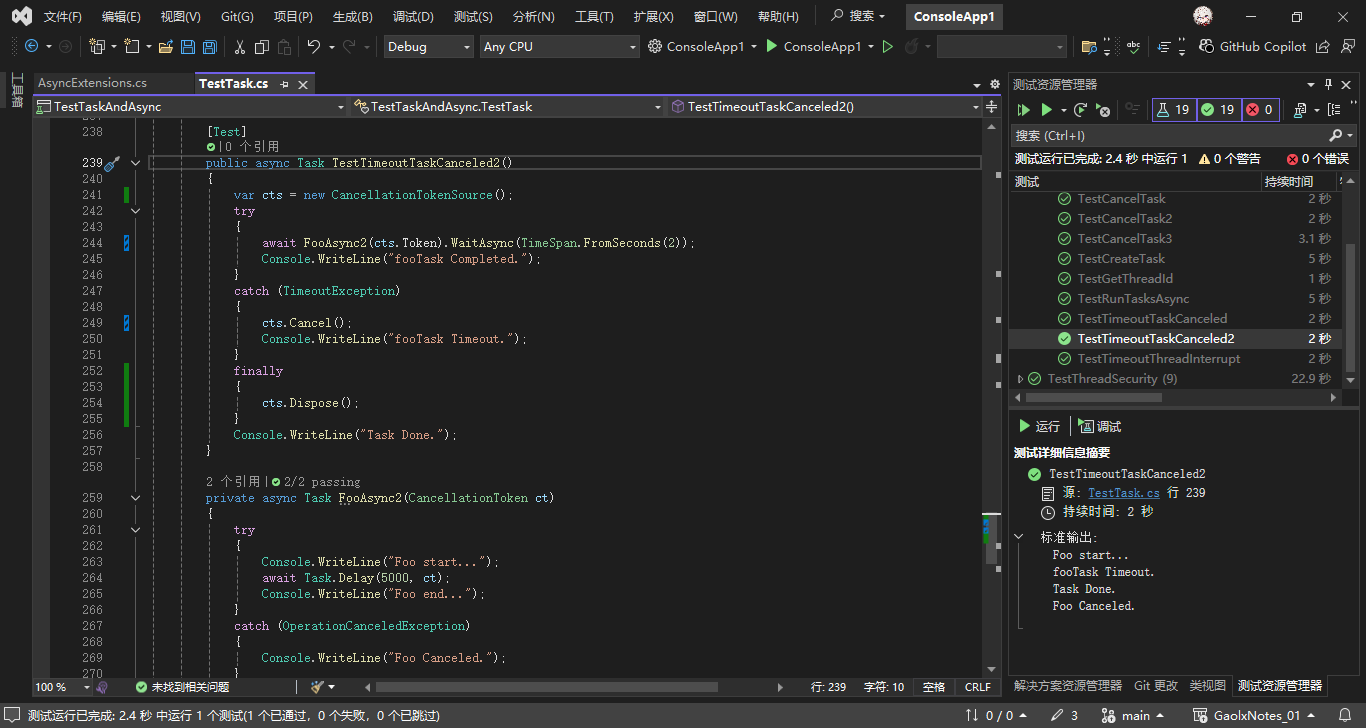 文件(F) 编辑(E) 视图(V) Git(G) 项目(P) 生成(B) 调试(D) 测试(S) 分析(N) 工具(T) 扩展(X) 窗口(W) 帮助(H) 搜索 ConsoleApp1
Debug Any CPU ConsoleApp1 ConsoleApp1 GitHub Copilot
工具箱
AsyncExtensions.cs TestTask.cs
TestTaskAndAsync TestTaskAndAsync.TestTask TestTimeoutTaskCanceled2()
238 [Test]
0 个引用
239 public async Task TestTimeoutTaskCanceled2()
240 {
241 var cts = new CancellationTokenSource();
242 try
243 {
244 await FooAsync2(cts.Token).WaitAsync(TimeSpan.FromSeconds(2));
245 Console.WriteLine("fooTask Completed.");
246 }
247 catch (TimeoutException)
248 {
249 cts.Cancel();
250 Console.WriteLine("fooTask Timeout.");
251 }
252 finally
253 {
254 cts.Dispose();
255 }
256 Console.WriteLine("Task Done.");
257 }
258
2 个引用 | 2/2 passing
259 private async Task FooAsync2(CancellationToken ct)
260 {
261 try
262 {
263 Console.WriteLine("Foo start...");
264 await Task.Delay(5000, ct);
265 Console.WriteLine("Foo end...");
266 }
267 catch (OperationCanceledException)
268 {
269 Console.WriteLine("Foo Canceled.");
270 }
100 % 未找到相关问题 行: 239 字符: 10 空格 CRLF
测试资源管理器
19 19 0
搜索 (Ctrl+I)
测试运行已完成: 2.4 秒 中运行 1 0 个警告 0 个错误
测试 持续时间
TestCancelTask 2 秒
TestCancelTask2 2 秒
TestCancelTask3 3.1 秒
TestCreateTask 5 秒
TestGetThreadId 1 秒
TestRunTasksAsync 5 秒
TestTimeoutTaskCanceled 2 秒
TestTimeoutTaskCanceled2 2 秒
TestTimeoutThreadInterrupt 2 秒
TestThreadSecurity (9) 22.9 秒
运行 调试
测试详细信息摘要
TestTimeoutTaskCanceled2
源: TestTask.cs 行 239
持续时间: 2 秒
标准输出:
Foo start...
fooTask Timeout.
Task Done.
Foo Canceled.
解决方案资源管理器 Git 更改 类视图 测试资源管理器
测试运行已完成: 2.4 秒 中运行 1 个测试(1 个已通过，0 个失败，0 个已跳过) 0 / 0 3 main GaolxNotes_01